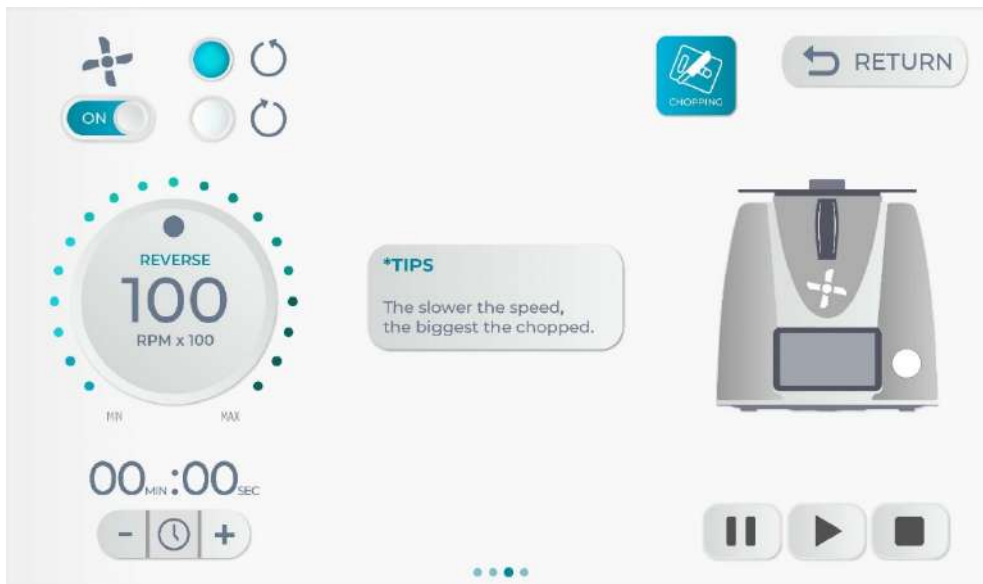 ON
CHOPPING
RETURN
REVERSE
100
RPM x 100
MIN
MAX
*TIPS
The slower the speed,
the biggest the chopped.
00MIN:00SEC
- +